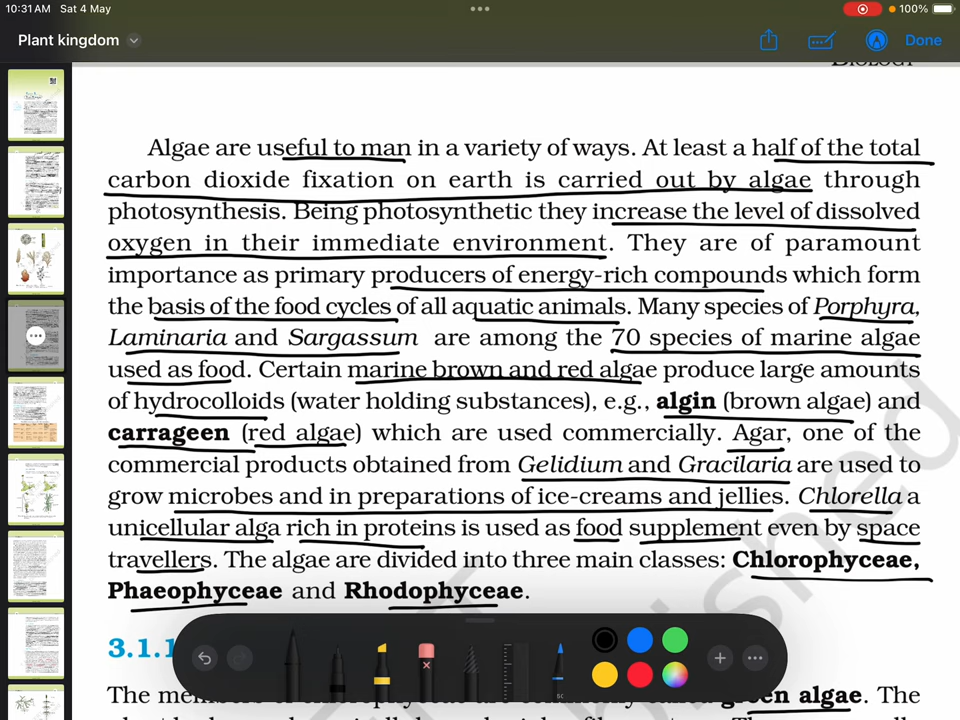 10:31 AM Sat 4 May
100%
Plant kingdom
Done
BIOLOGY
Algae are useful to man in a variety of ways. At least a half of the total
carbon dioxide fixation on earth is carried out by algae through
photosynthesis. Being photosynthetic they increase the level of dissolved
oxygen in their immediate environment. They are of paramount
importance as primary producers of energy-rich compounds which form
the basis of the food cycles of all aquatic animals. Many species of Porphyra,
Laminaria and Sargassum are among the 70 species of marine algae
used as food. Certain marine brown and red algae produce large amounts
of hydrocolloids (water holding substances), e.g., algin (brown algae) and
carrageen (red algae) which are used commercially. Agar, one of the
commercial products obtained from Gelidium and Gracilaria are used to
grow microbes and in preparations of ice-creams and jellies. Chlorella a
unicellular alga rich in proteins is used as food supplement even by space
travellers. The algae are divided into three main classes: Chlorophyceae,
Phaeophyceae and Rhodophyceae.
3.1.1
The algae. The